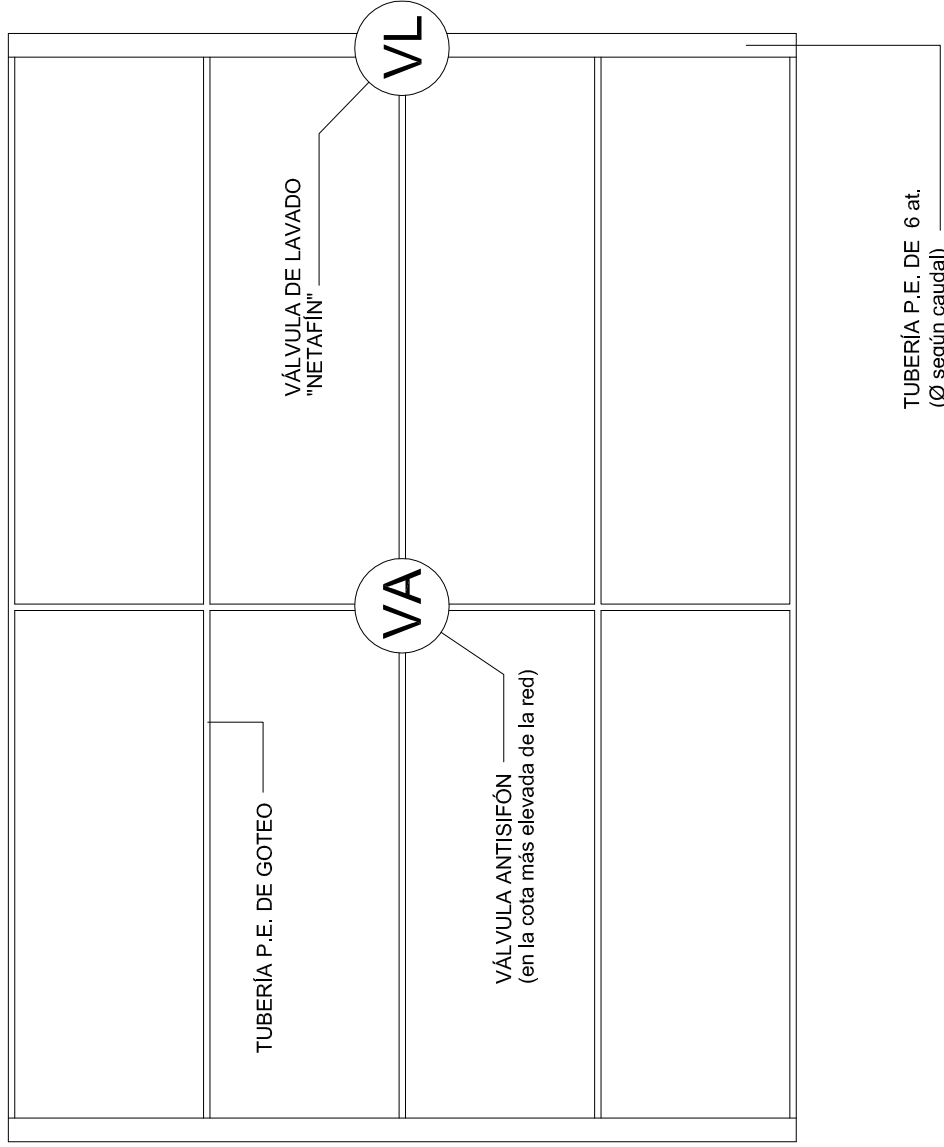 VL
VÁLVULA DE LAVADO
"NETAFÍN"
VA
TUBERÍA P.E. DE GOTEO
VÁLVULA ANTISIFÓN
(en la cota más elevada de la red)
TUBERÍA P.E. DE 6 at.
(Ø según caudal)